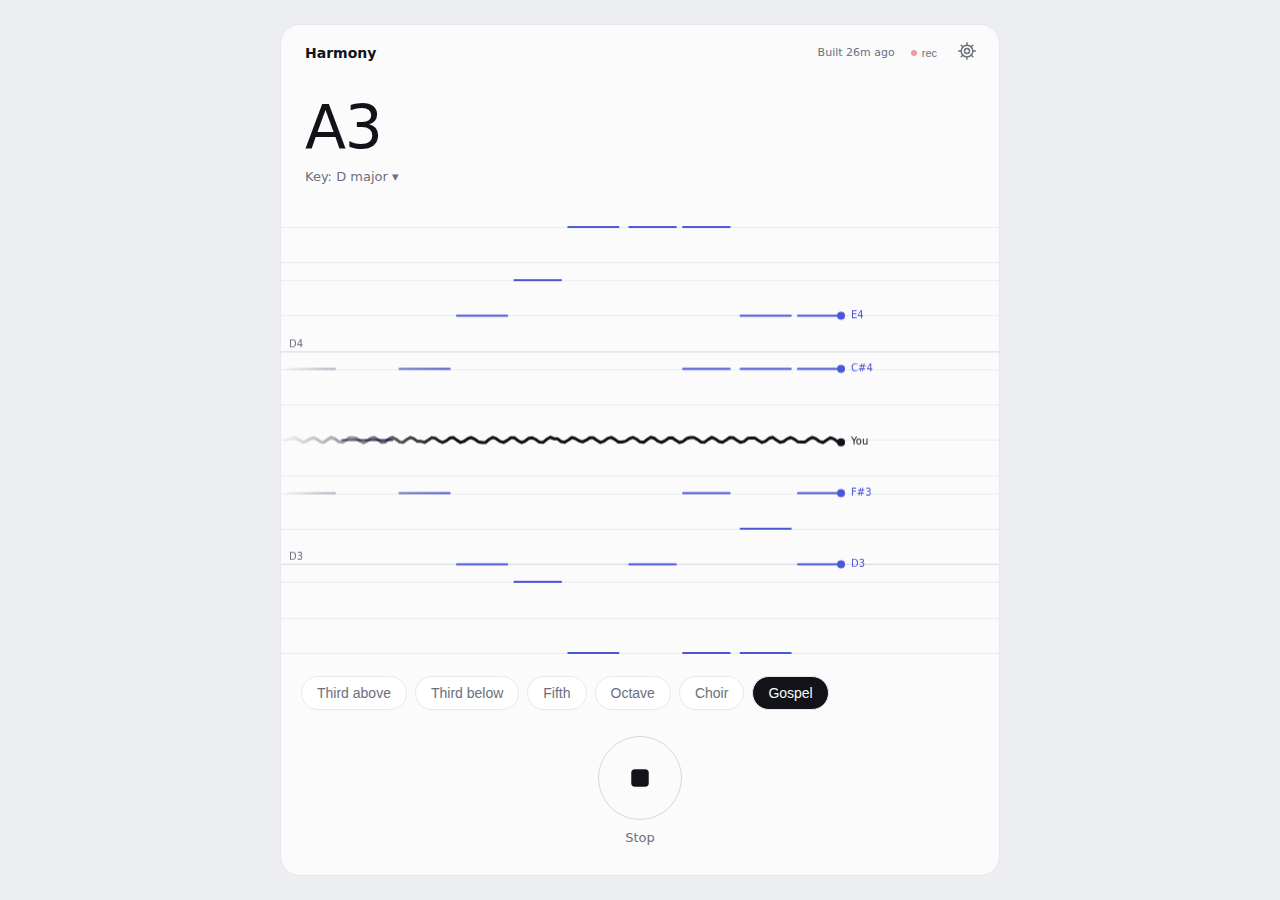 Harmony
Built 26m ago
rec
A3
Key: D major ▾
E4
D4
C#4
You
F#3
D3
D3
Third above
Third below
Fifth
Octave
Choir
Gospel
Stop